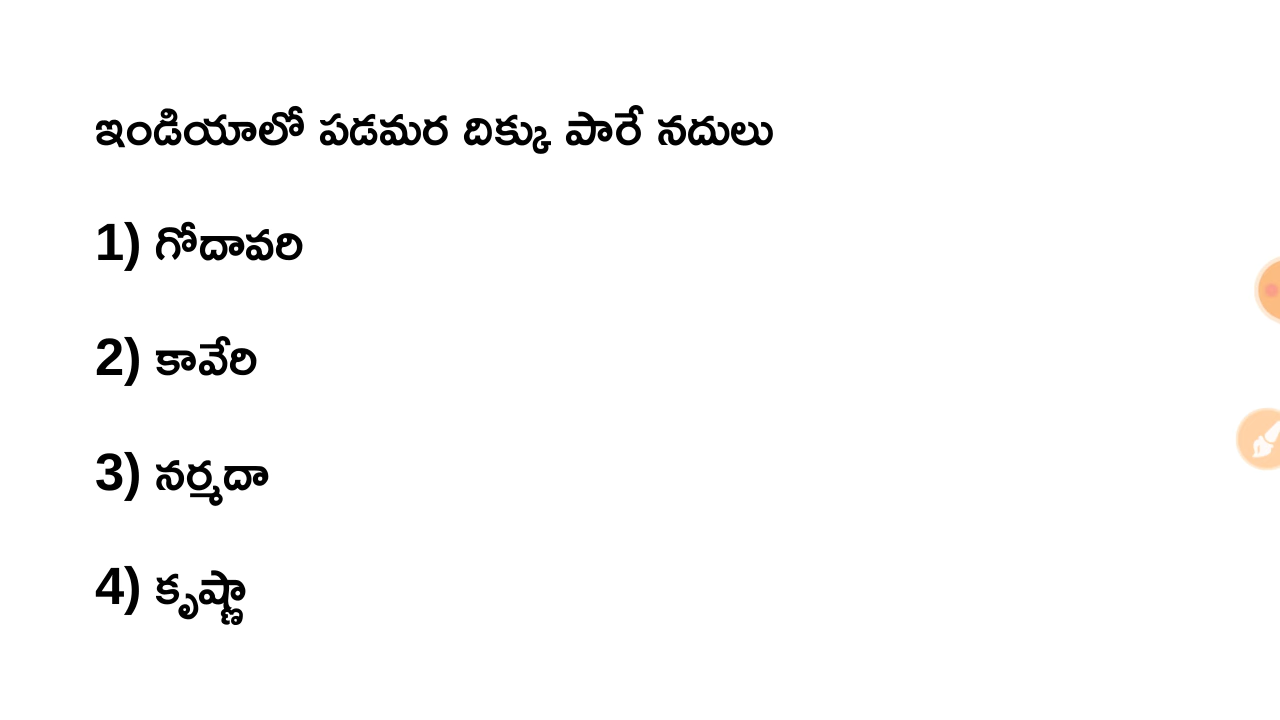 ఇండియాలో పడమర దిక్కు పారే నదులు
1) గోదావరి
2) కావేరి
3) నర్మదా
4) కృష్ణా